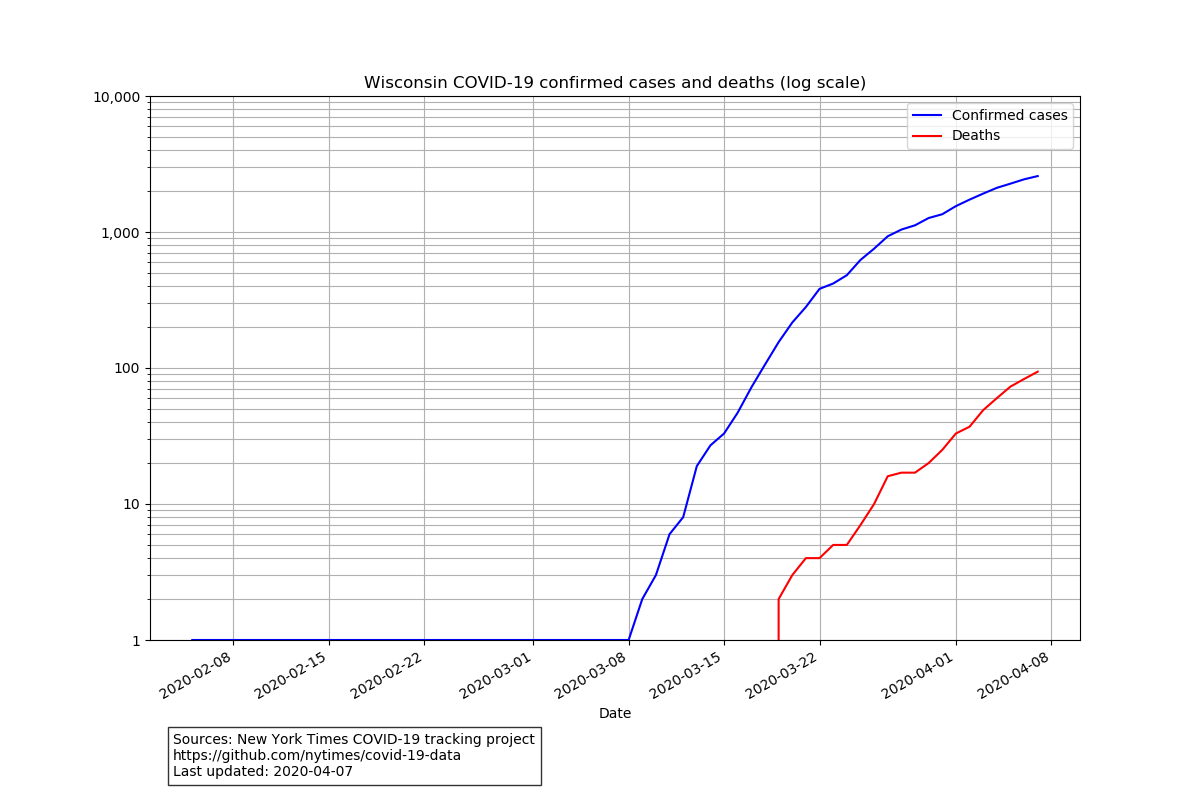 Wisconsin COVID-19 confirmed cases and deaths (log scale)
10,000
1,000
100
10
1
Confirmed cases
Deaths
2020-02-08
2020-02-15
2020-02-22
2020-03-01
2020-03-08
2020-03-15
2020-03-22
2020-04-01
2020-04-08
Date
Sources: New York Times COVID-19 tracking project
https://github.com/nytimes/covid-19-data
Last updated: 2020-04-07